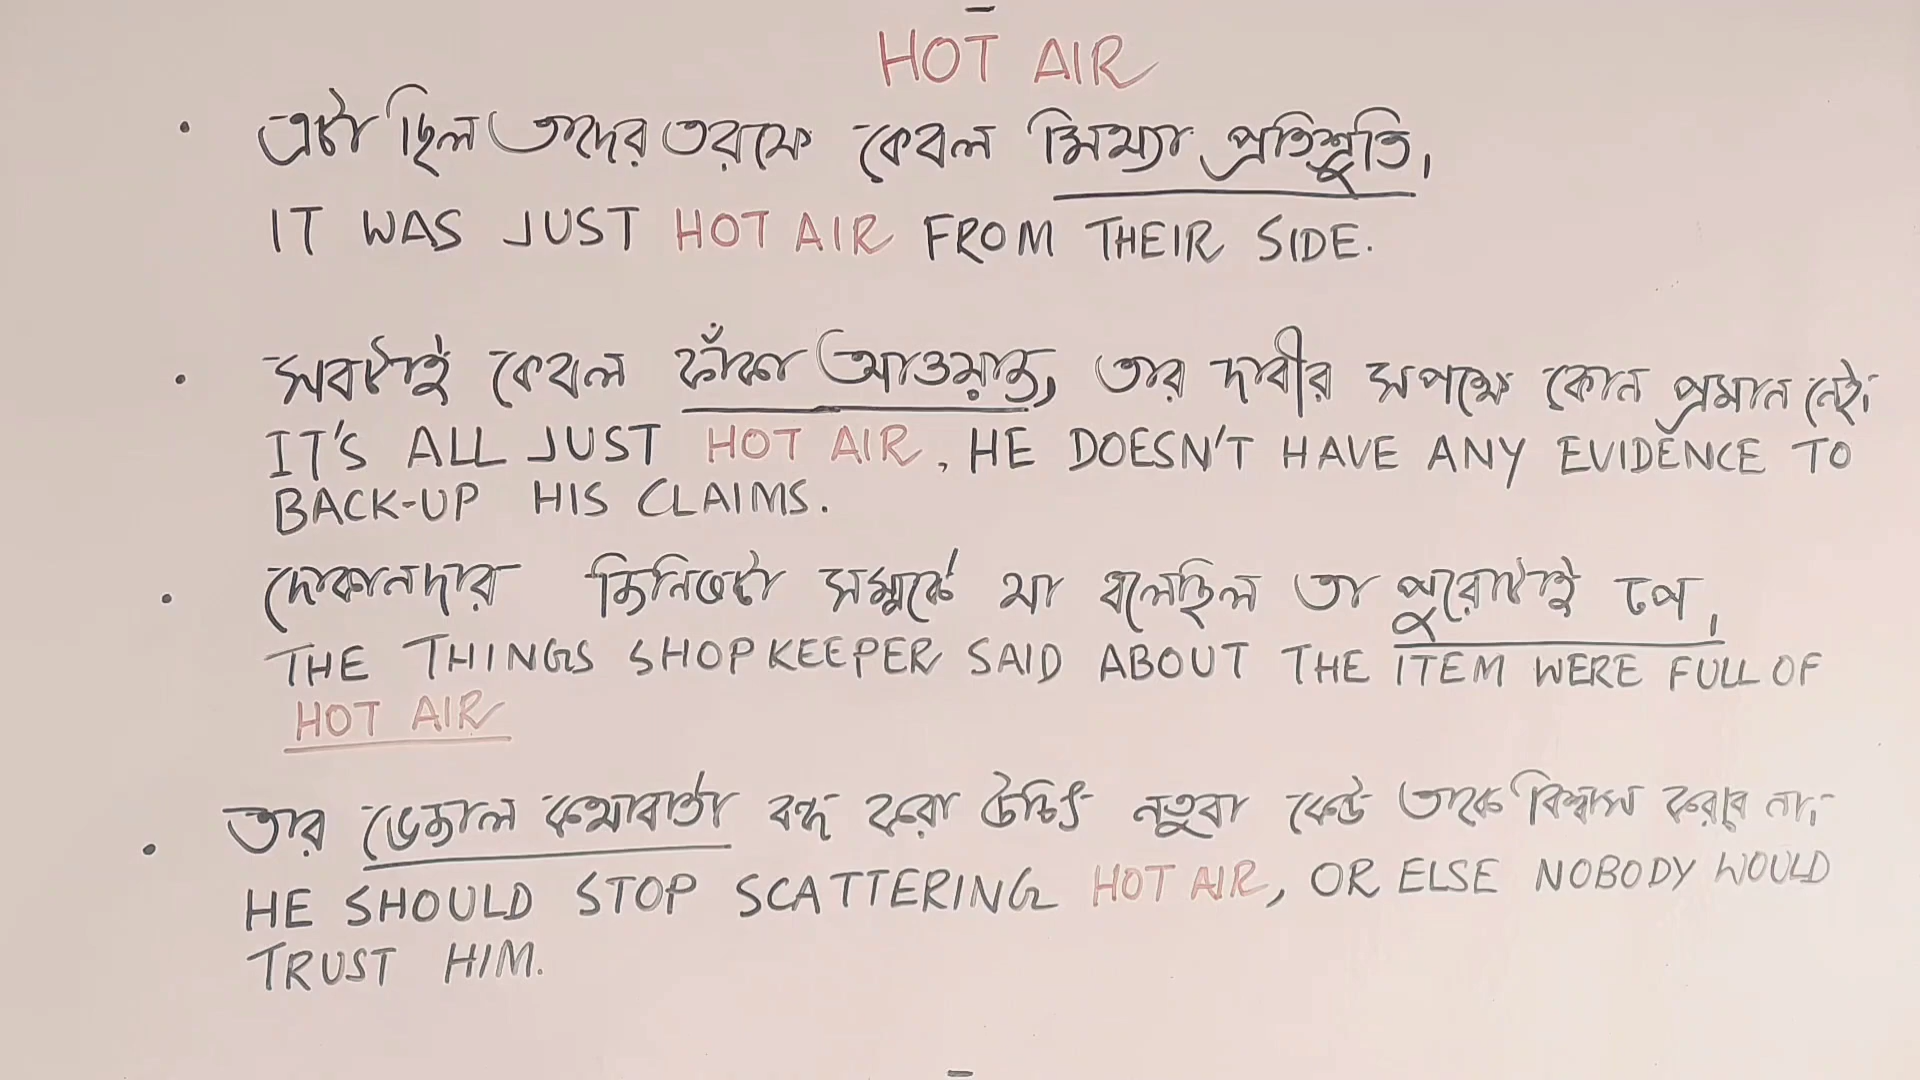 HOT AIR
এটা ছিল তাদের তরফে কেবল মিথ্যা প্রতিশ্রুতি।
IT WAS JUST HOT AIR FROM THEIR SIDE.
সবটাই কেবল ফাঁকা আওয়াজ, তার দাবীর সপক্ষে কোন প্রমান নেই।
IT'S ALL JUST HOT AIR, HE DOESN'T HAVE ANY EVIDENCE TO
BACK-UP HIS CLAIMS.
দোকানদার জিনিজটা সম্মর্কে যা বলেছিল তা পুরোটাই ঢপ।
THE THINGS SHOPKEEPER SAID ABOUT THE ITEM WERE FULL OF
HOT AIR
তার ভেজাল কথাবার্তা বন্ধ করা উচিৎ নতুবা কেউ তাকে বিশ্বাস করবে না।
HE SHOULD STOP SCATTERING HOT AIR, OR ELSE NOBODY WOULD
TRUST HIM.